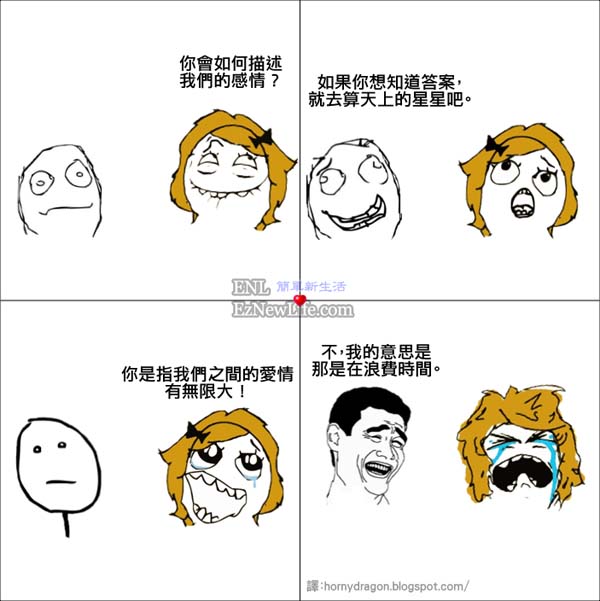 你會如何描述
我們的感情？
如果你想知道答案，
就去算天上的星星吧。
ENL 簡單新生活
EzNewLife.com
你是指我們之間的愛情
有無限大！
不，我的意思是
那是在浪費時間。
譯：hornydragon.blogspot.com/